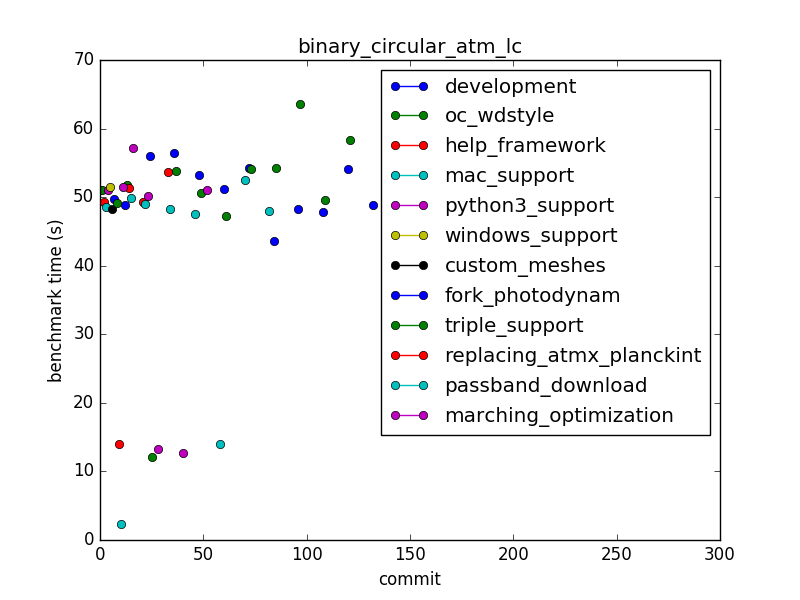 binary_circular_atm_lc
70
60
50
40
30
20
10
0
benchmark time (s)
development
oc_wdstyle
help_framework
mac_support
python3_support
windows_support
custom_meshes
fork_photodynam
triple_support
replacing_atmx_planckint
passband_download
marching_optimization
0 50 100 150 200 250 300
commit